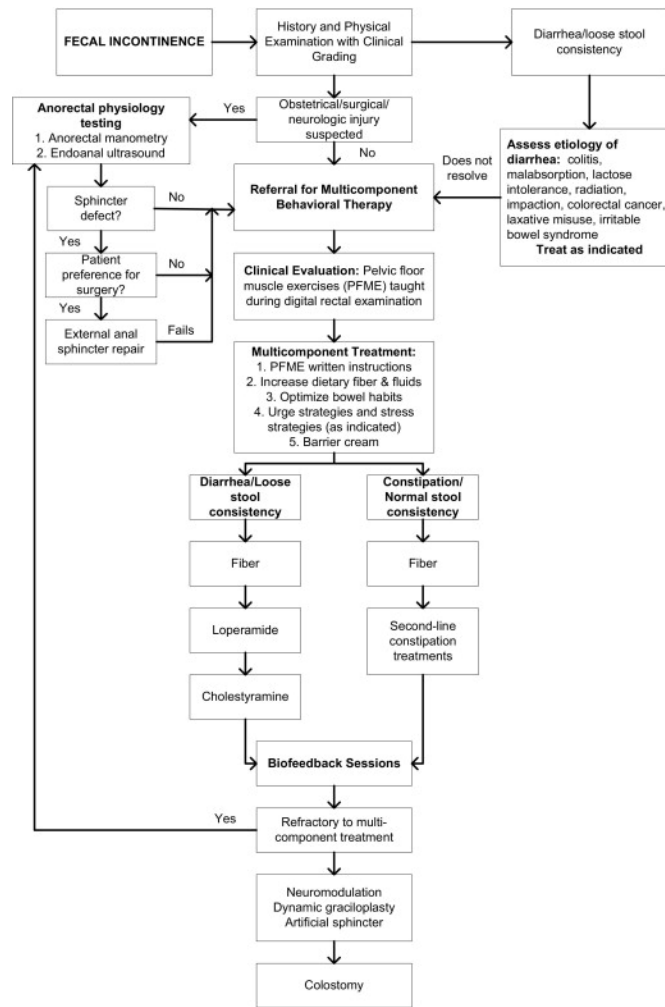 FECAL INCONTINENCE
History and Physical
Examination with Clinical
Grading
Diarrhea/loose stool
consistency
Anorectal physiology
testing
1. Anorectal manometry
2. Endoanal ultrasound
Yes
Obstetrical/surgical/
neurologic injury
suspected
No
Does not
resolve
Assess etiology of
diarrhea: colitis,
malabsorption, lactose
intolerance, radiation,
impaction, colorectal cancer,
laxative misuse, irritable
bowel syndrome
Treat as indicated
Sphincter
defect?
No
Referral for Multicomponent
Behavioral Therapy
Yes
Patient preference for
surgery?
No
Clinical Evaluation: Pelvic floor
muscle exercises (PFME) taught
during digital rectal examination
Yes
External anal
sphincter repair
Fails
Multicomponent Treatment:
1. PFME written instructions
2. Increase dietary fiber & fluids
3. Optimize bowel habits
4. Urge strategies and stress
strategies (as indicated)
5. Barrier cream
Diarrhea/Loose
stool
consistency
Constipation/
Normal stool
consistency
Fiber
Fiber
Loperamide
Second-line
constipation
treatments
Cholestyramine
Biofeedback Sessions
Yes
Refractory to multi-
component treatment
Neuromodulation
Dynamic graciloplasty
Artificial sphincter
Colostomy